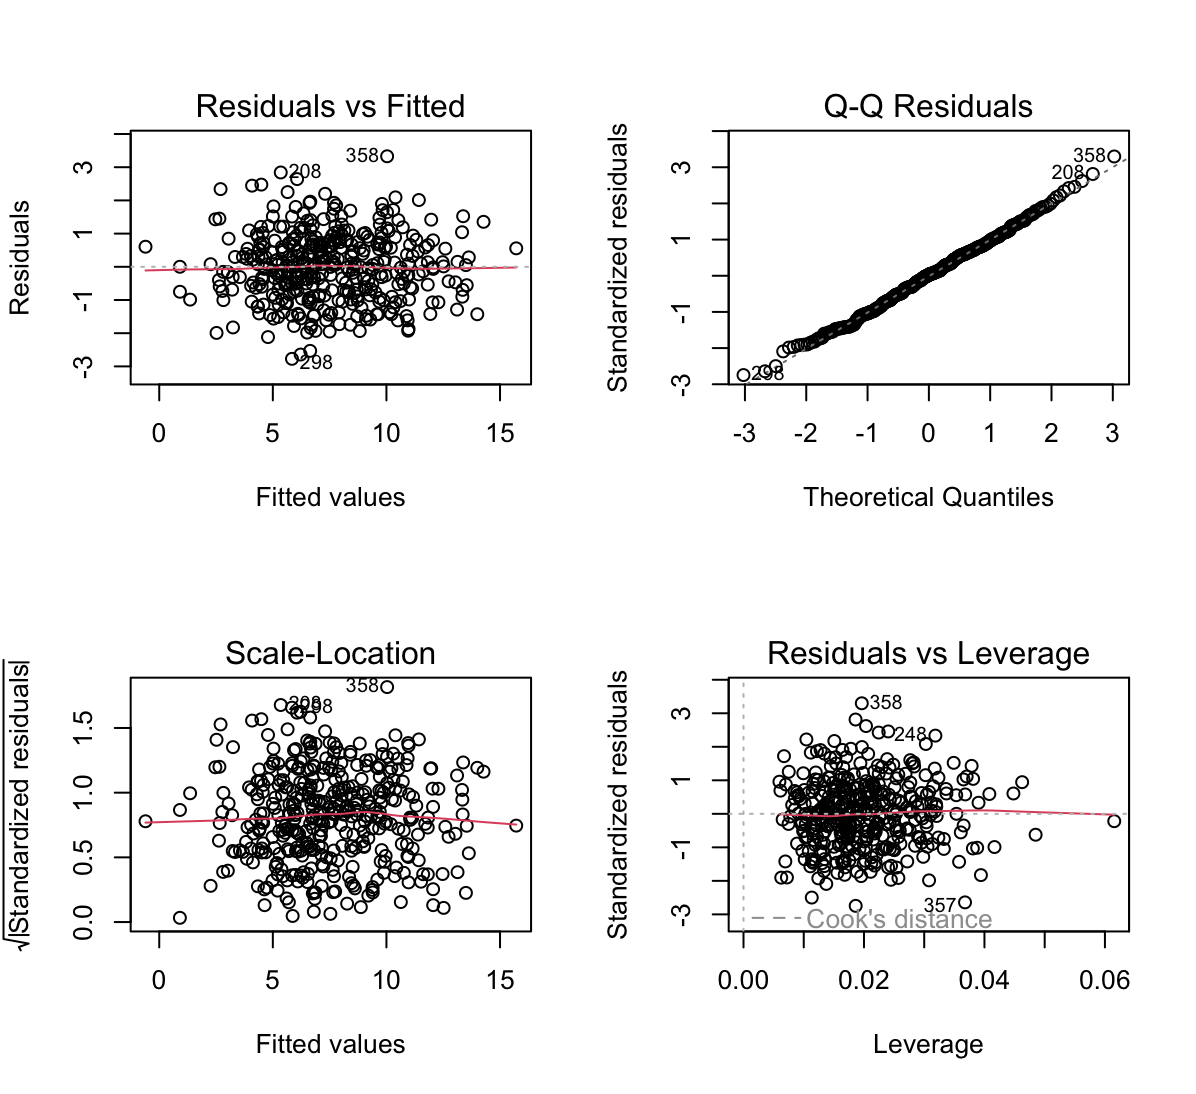 Residuals vs Fitted
Residuals
3
1
-1
-3
358
208
298
0 5 10 15
Fitted values
Q-Q Residuals
Standardized residuals
3
1
-1
-3
358
208
298
-3 -2 -1 0 1 2 3
Theoretical Quantiles
Scale-Location
√|Standardized residuals|
1.5
1.0
0.5
0.0
358
208
298
0 5 10 15
Fitted values
Residuals vs Leverage
Standardized residuals
3
1
-1
-3
358
248
357
Cook's distance
0.00 0.02 0.04 0.06
Leverage